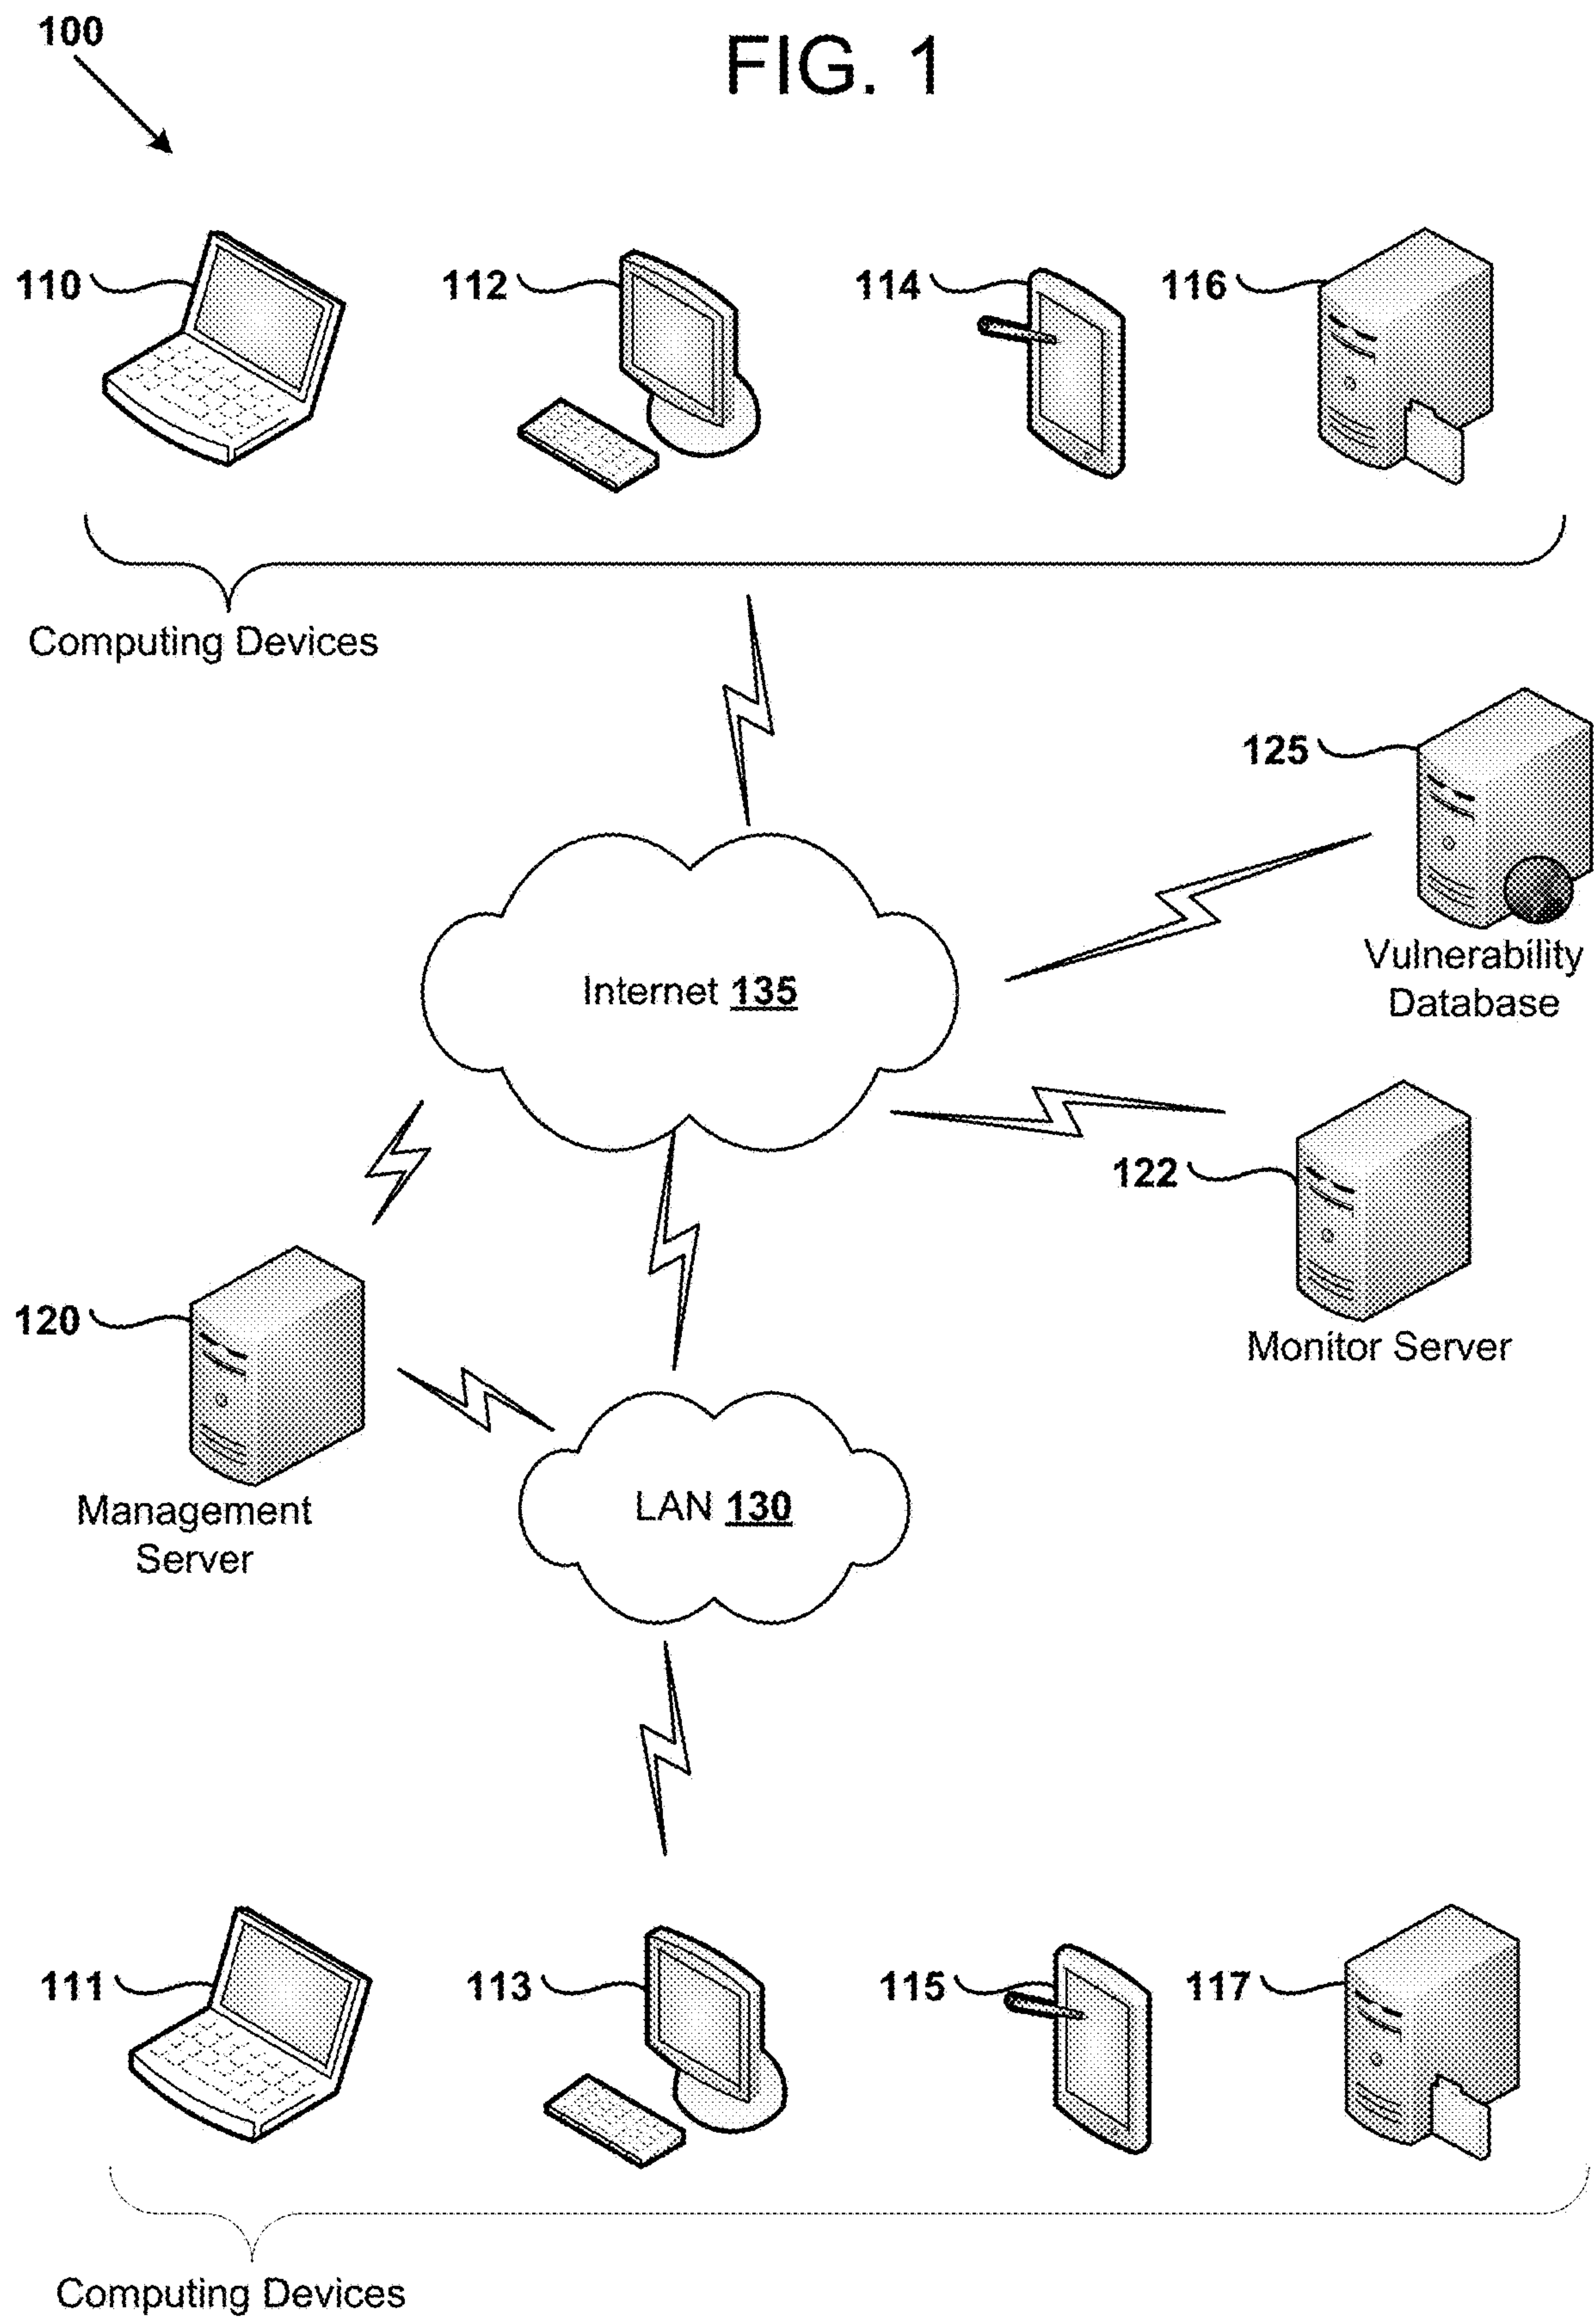 100
FIG. 1
110
112
114
116
Computing Devices
125
Vulnerability
Database
Internet 135
122
Monitor Server
120
Management
Server
LAN 130
111
113
115
117
Computing Devices